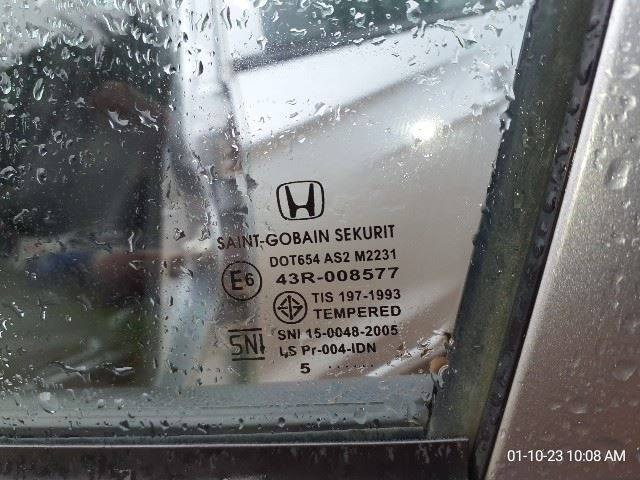 SAINT-GOBAIN SEKURIT
DOT654 AS2 M2231
E6 43R-008577
TIS 197-1993
TEMPERED
SNI SNI 15-0048-2005
LS Pr-004-IDN
5 ......
01-10-23 10:08 AM